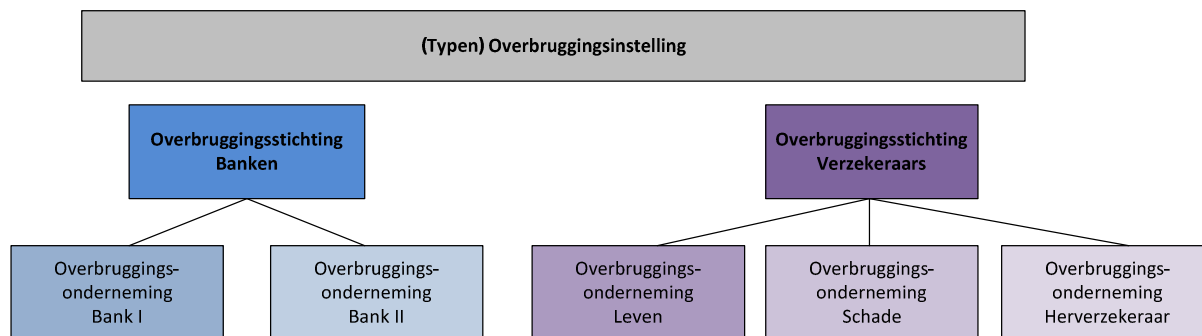 (Typen) Overbruggingsinstelling
Overbruggingsstichting
Banken
Overbruggingsstichting
Verzekeraars
Overbruggings-
onderneming
Bank I
Overbruggings-
onderneming
Bank II
Overbruggings-
onderneming
Leven
Overbruggings-
onderneming
Schade
Overbruggings-
onderneming
Herverzekeraar